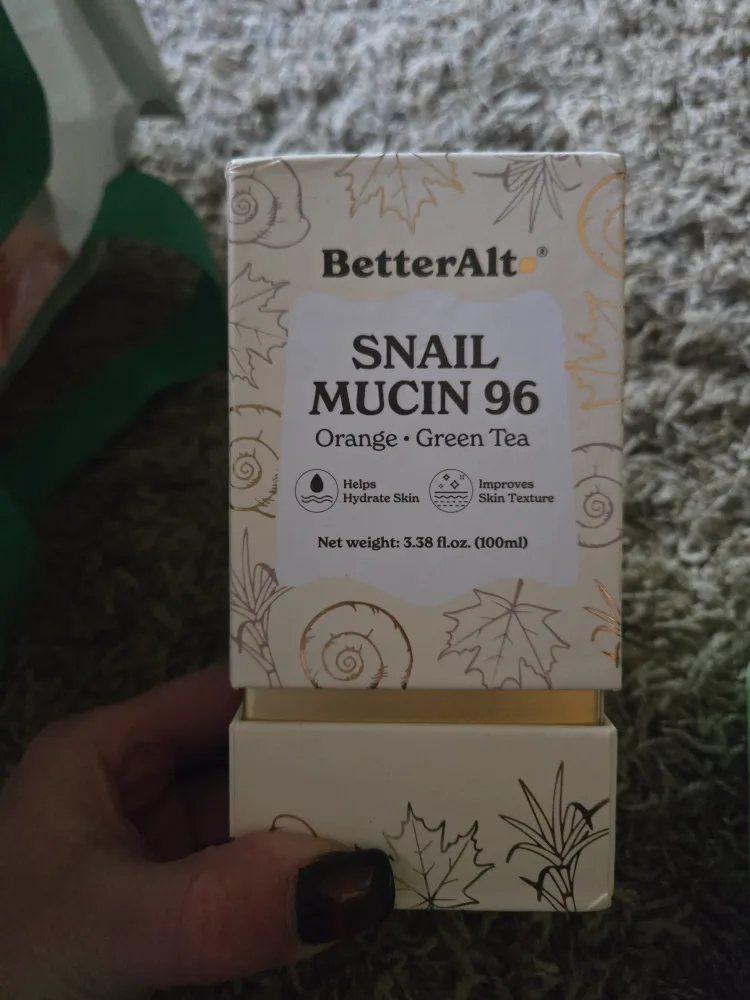 BetterAlt®
SNAIL
MUCIN 96
Orange • Green Tea
Helps
Hydrate Skin
Improves
Skin Texture
Net weight: 3.38 fl.oz. (100ml)